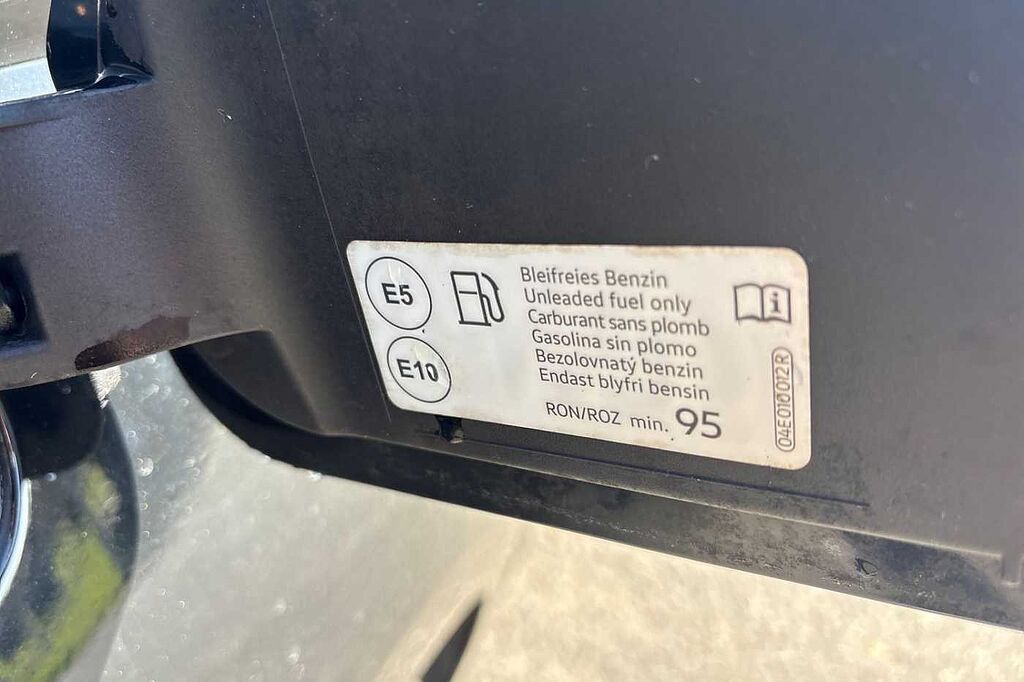 E5
E10
Bleifreies Benzin
Unleaded fuel only
Carburant sans plomb
Gasolina sin plomo
Bezolovnatý benzin
Endast blyfri bensin
RON/ROZ min. 95
i
04E010012R